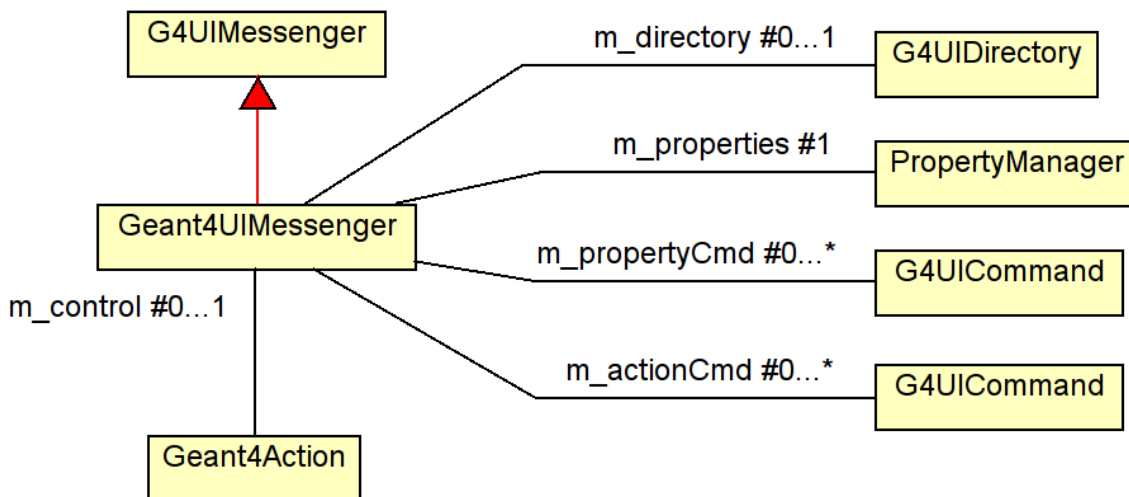 G4UIMessenger
m_directory #0...1
G4UIDirectory
m_properties #1
PropertyManager
Geant4UIMessenger
m_propertyCmd #0...*
G4UICommand
m_control #0...1
m_actionCmd #0...*
G4UICommand
Geant4Action